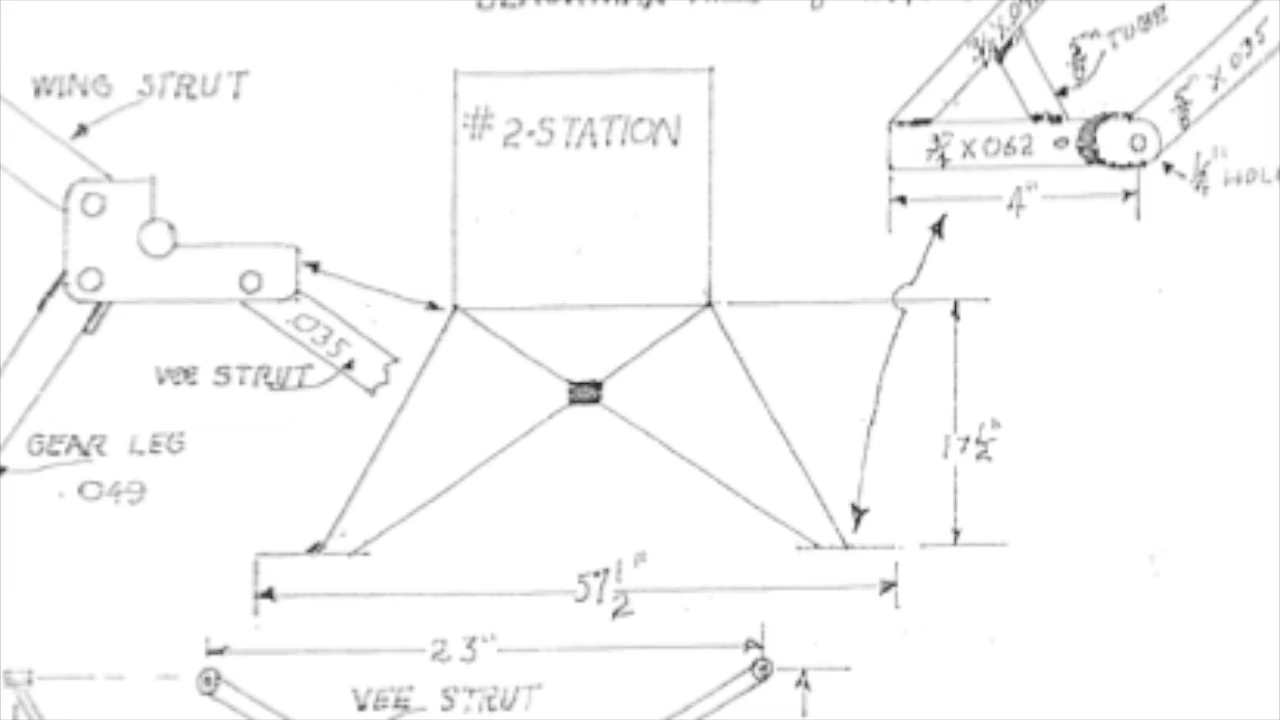 WING STRUT
# 2-STATION
TUBE
3/4 X 062
5/8" X 035
1/4" HOLE
4"
.035
VEE STRUT
GEAR LEG
.049
17 1/2"
57 1/2"
23"
VEE STRUT
A